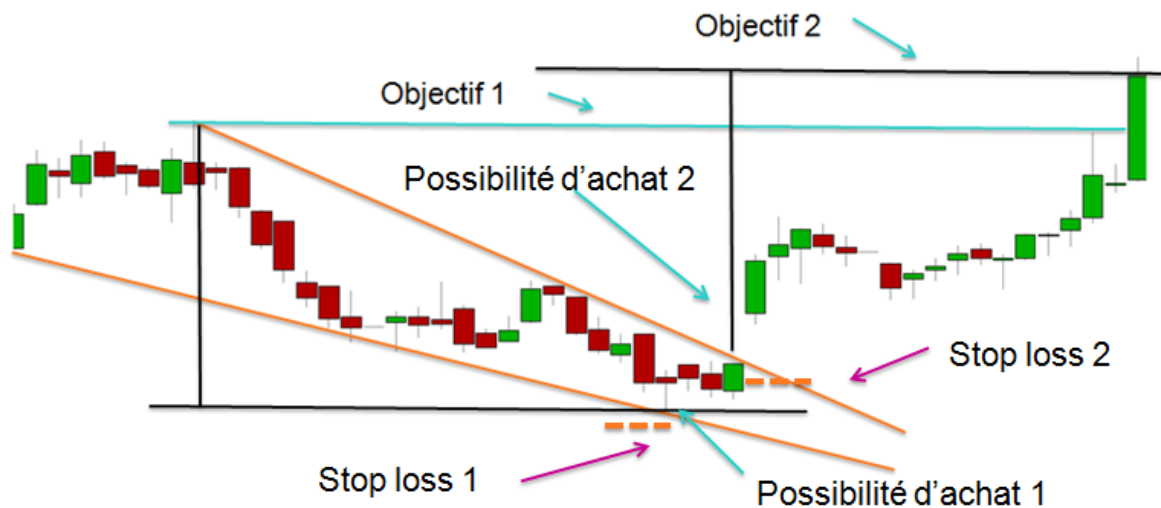 Objectif 2
Objectif 1
Possibilité d’achat 2
Stop loss 2
Stop loss 1
Possibilité d’achat 1